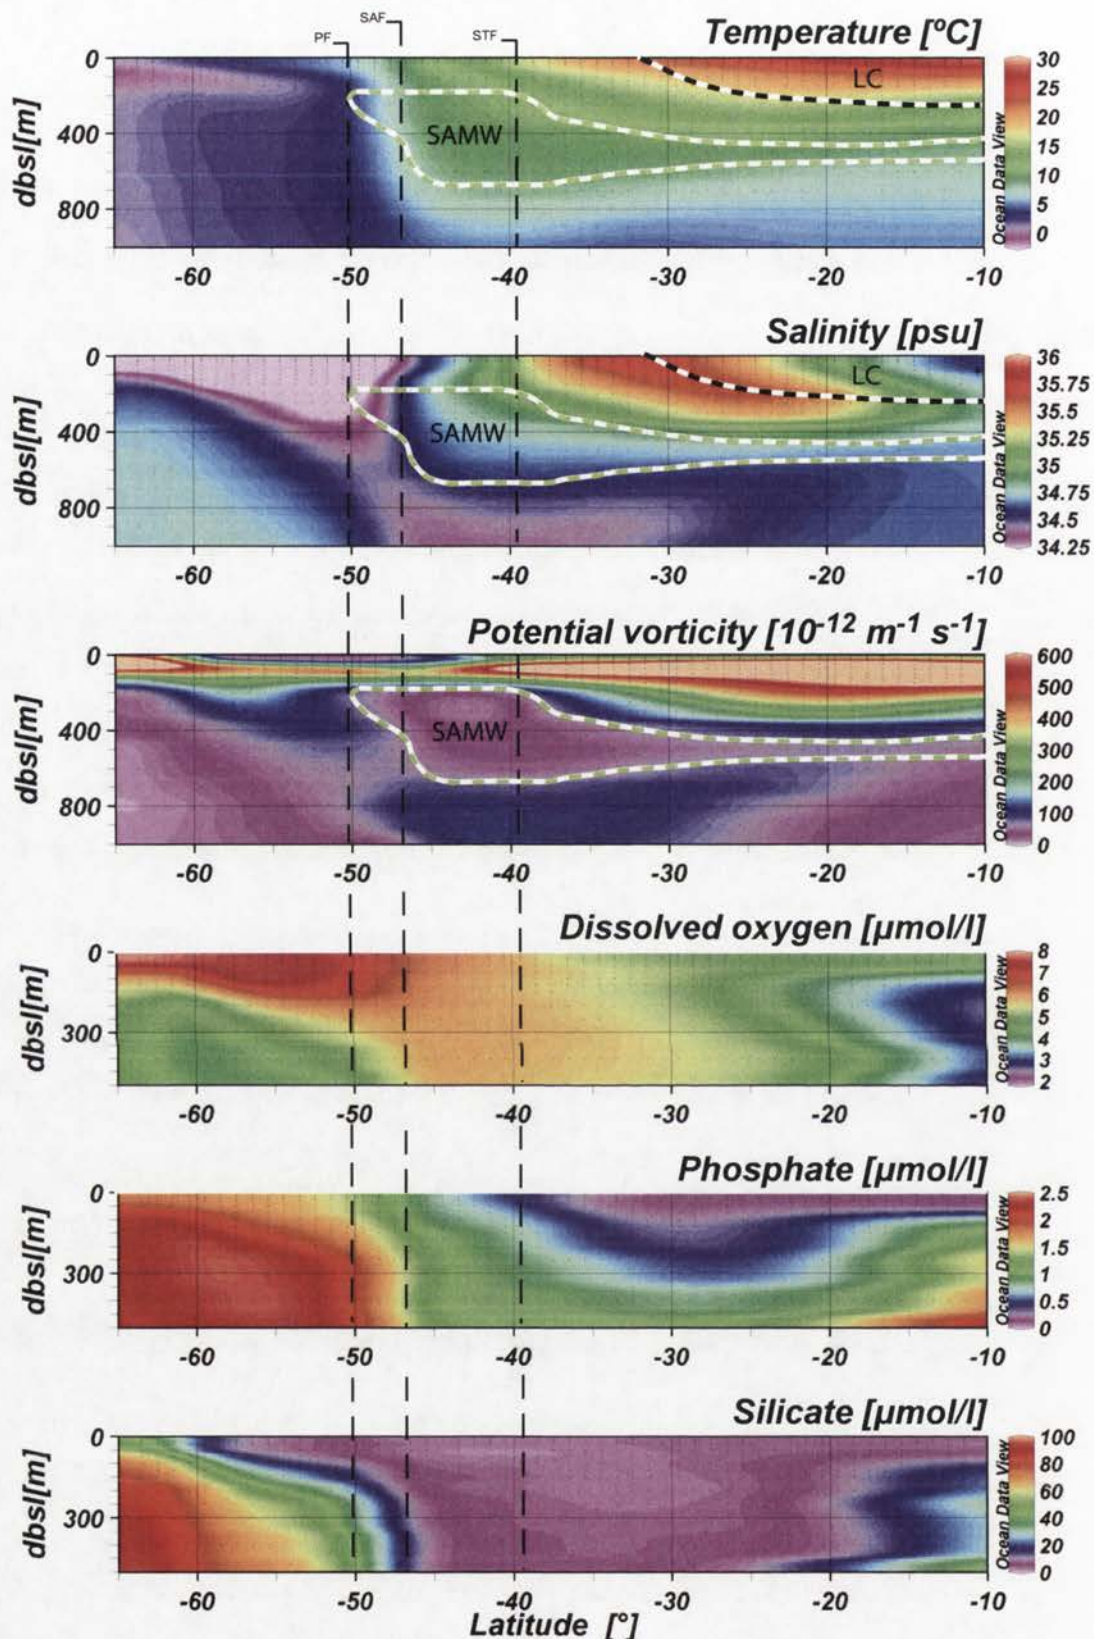 PF SAF STF
Temperature [ºC]
0
400
800
dbsl[m]
SAMW
LC
30
25
20
15
10
5
0
Ocean Data View
-60 -50 -40 -30 -20 -10
Salinity [psu]
0
400
800
dbsl[m]
SAMW
LC
36
35.75
35.5
35.25
35
34.75
34.5
34.25
Ocean Data View
-60 -50 -40 -30 -20 -10
Potential vorticity [10⁻¹² m⁻¹ s⁻¹]
0
400
800
dbsl[m]
SAMW
600
500
400
300
200
100
0
Ocean Data View
-60 -50 -40 -30 -20 -10
Dissolved oxygen [µmol/l]
0
300
dbsl[m]
8
7
6
5
4
3
2
Ocean Data View
-60 -50 -40 -30 -20 -10
Phosphate [µmol/l]
0
300
dbsl[m]
2.5
2
1.5
1
0.5
0
Ocean Data View
-60 -50 -40 -30 -20 -10
Silicate [µmol/l]
0
300
dbsl[m]
100
80
60
40
20
0
Ocean Data View
-60 -50 -40 -30 -20 -10
Latitude [°]